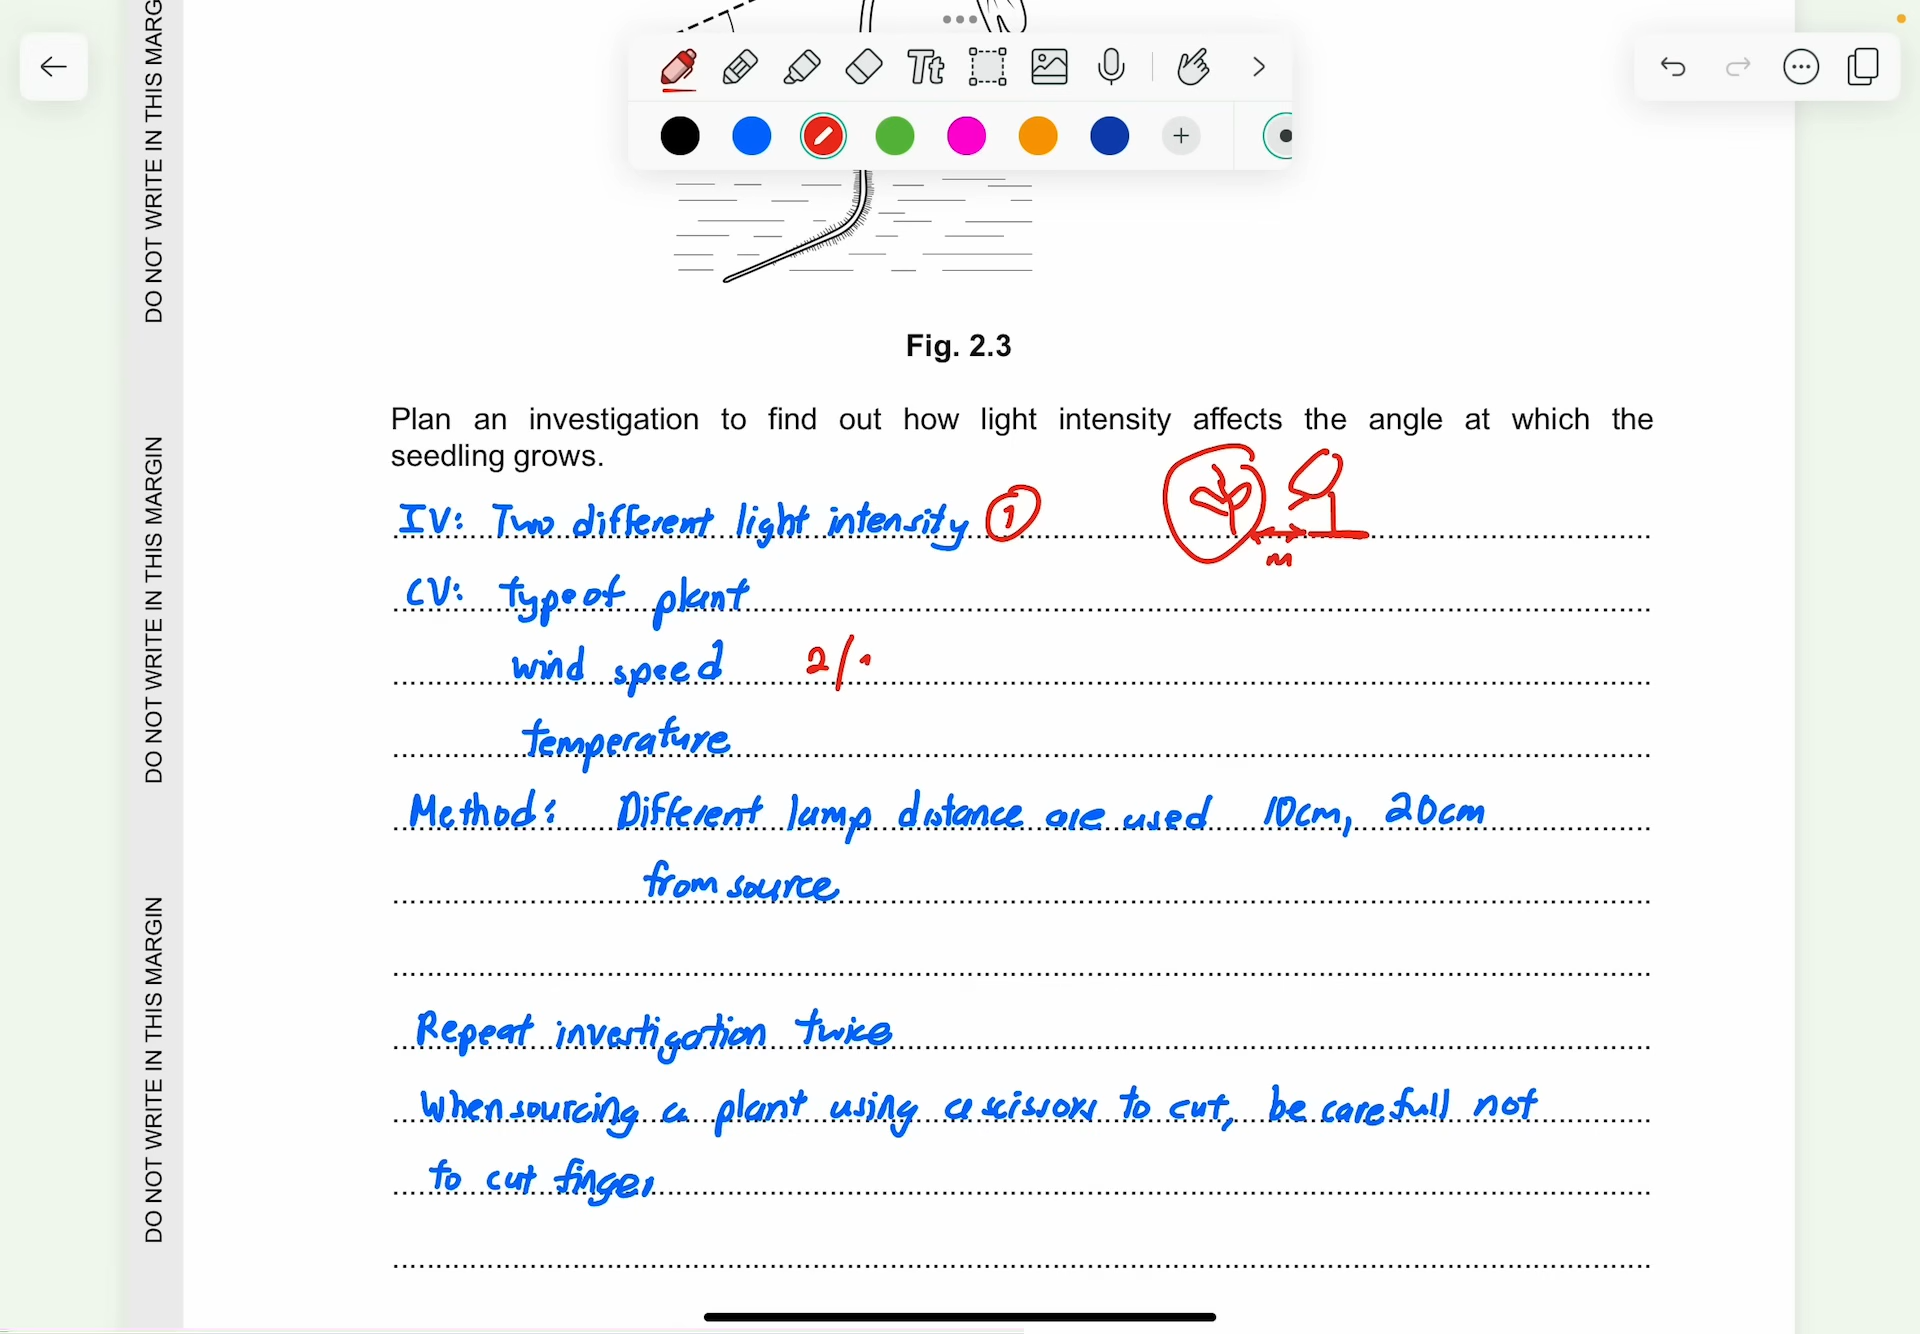 DO NOT WRITE IN THIS MARG
DO NOT WRITE IN THIS MARGIN
DO NOT WRITE IN THIS MARGIN
Tt
Fig. 2.3
Plan an investigation to find out how light intensity affects the angle at which the
seedling grows.
IV: Two different light intensity 1
M
CV: type of plant
wind speed 2/
temperature
Method: Different lamp distance are used 10cm, 20cm
from source
Repeat investigation twice
When sourcing a plant using a scissors to cut, be carefull not
to cut finger